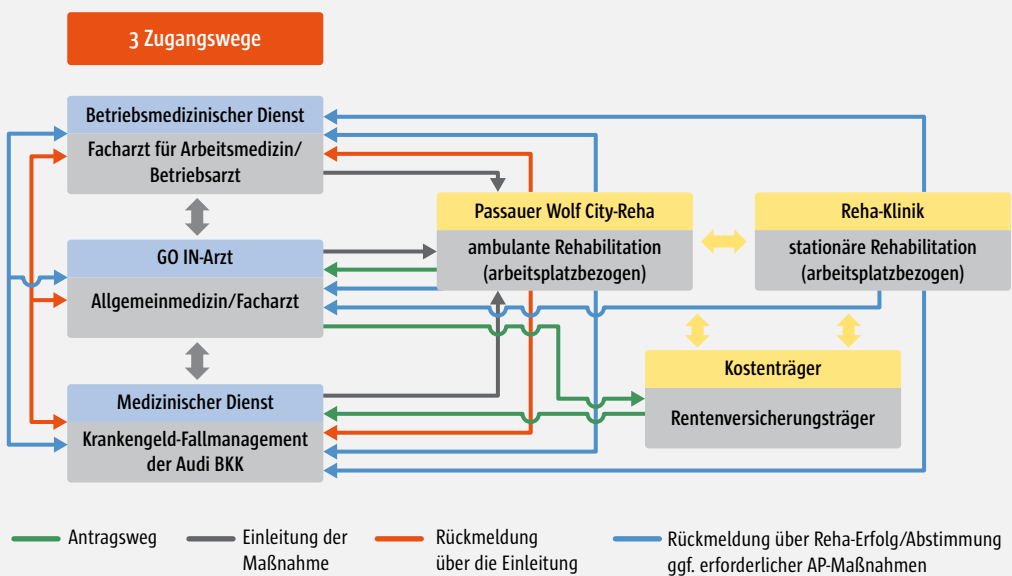 3 Zugangswege
Betriebsmedizinischer Dienst
Facharzt für Arbeitsmedizin/
Betriebsarzt
GO IN-Arzt
Allgemeinmedizin/Facharzt
Medizinischer Dienst
Krankengeld-Fallmanagement
der Audi BKK
Passauer Wolf City-Reha
ambulante Rehabilitation
(arbeitsplatzbezogen)
Reha-Klinik
stationäre Rehabilitation
(arbeitsplatzbezogen)
Kostenträger
Rentenversicherungsträger
Antragsweg
Einleitung der
Maßnahme
Rückmeldung
über die Einleitung
Rückmeldung über Reha-Erfolg/Abstimmung
ggf. erforderlicher AP-Maßnahmen